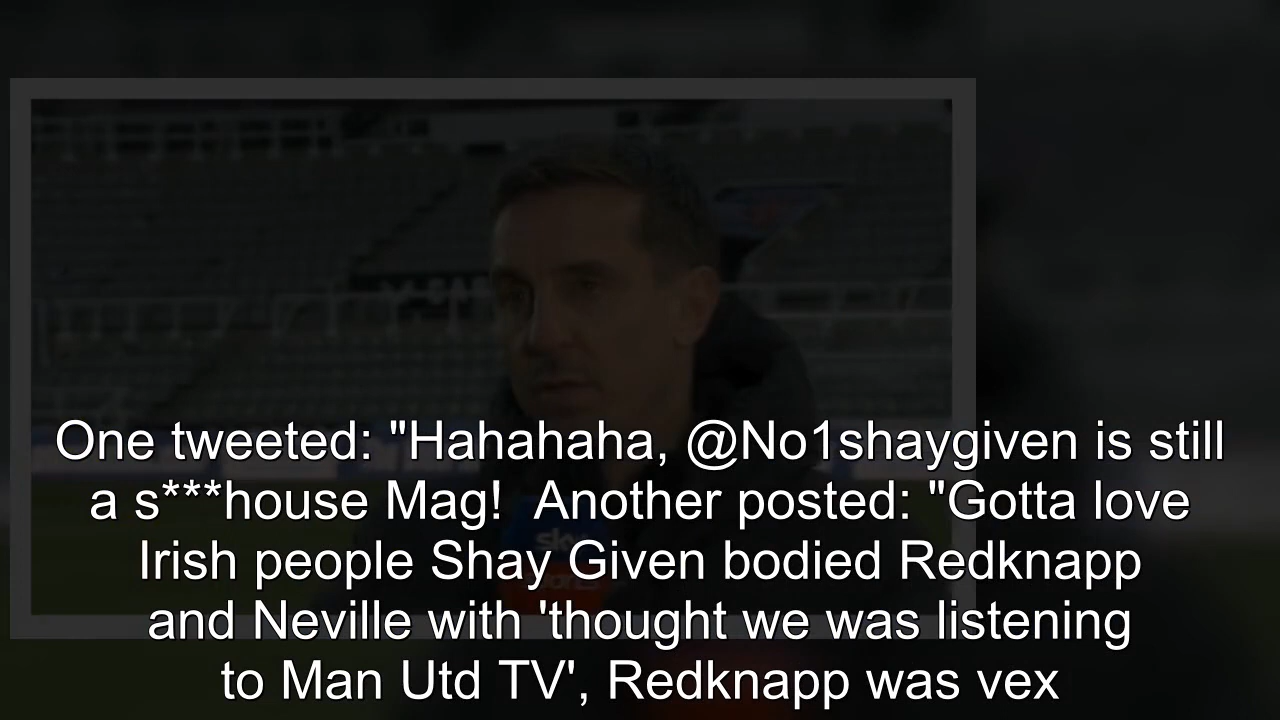 One tweeted: "Hahahaha, @No1shaygiven is still
a s***house Mag!  Another posted: "Gotta love
Irish people Shay Given bodied Redknapp
and Neville with 'thought we was listening
to Man Utd TV', Redknapp was vex
sky